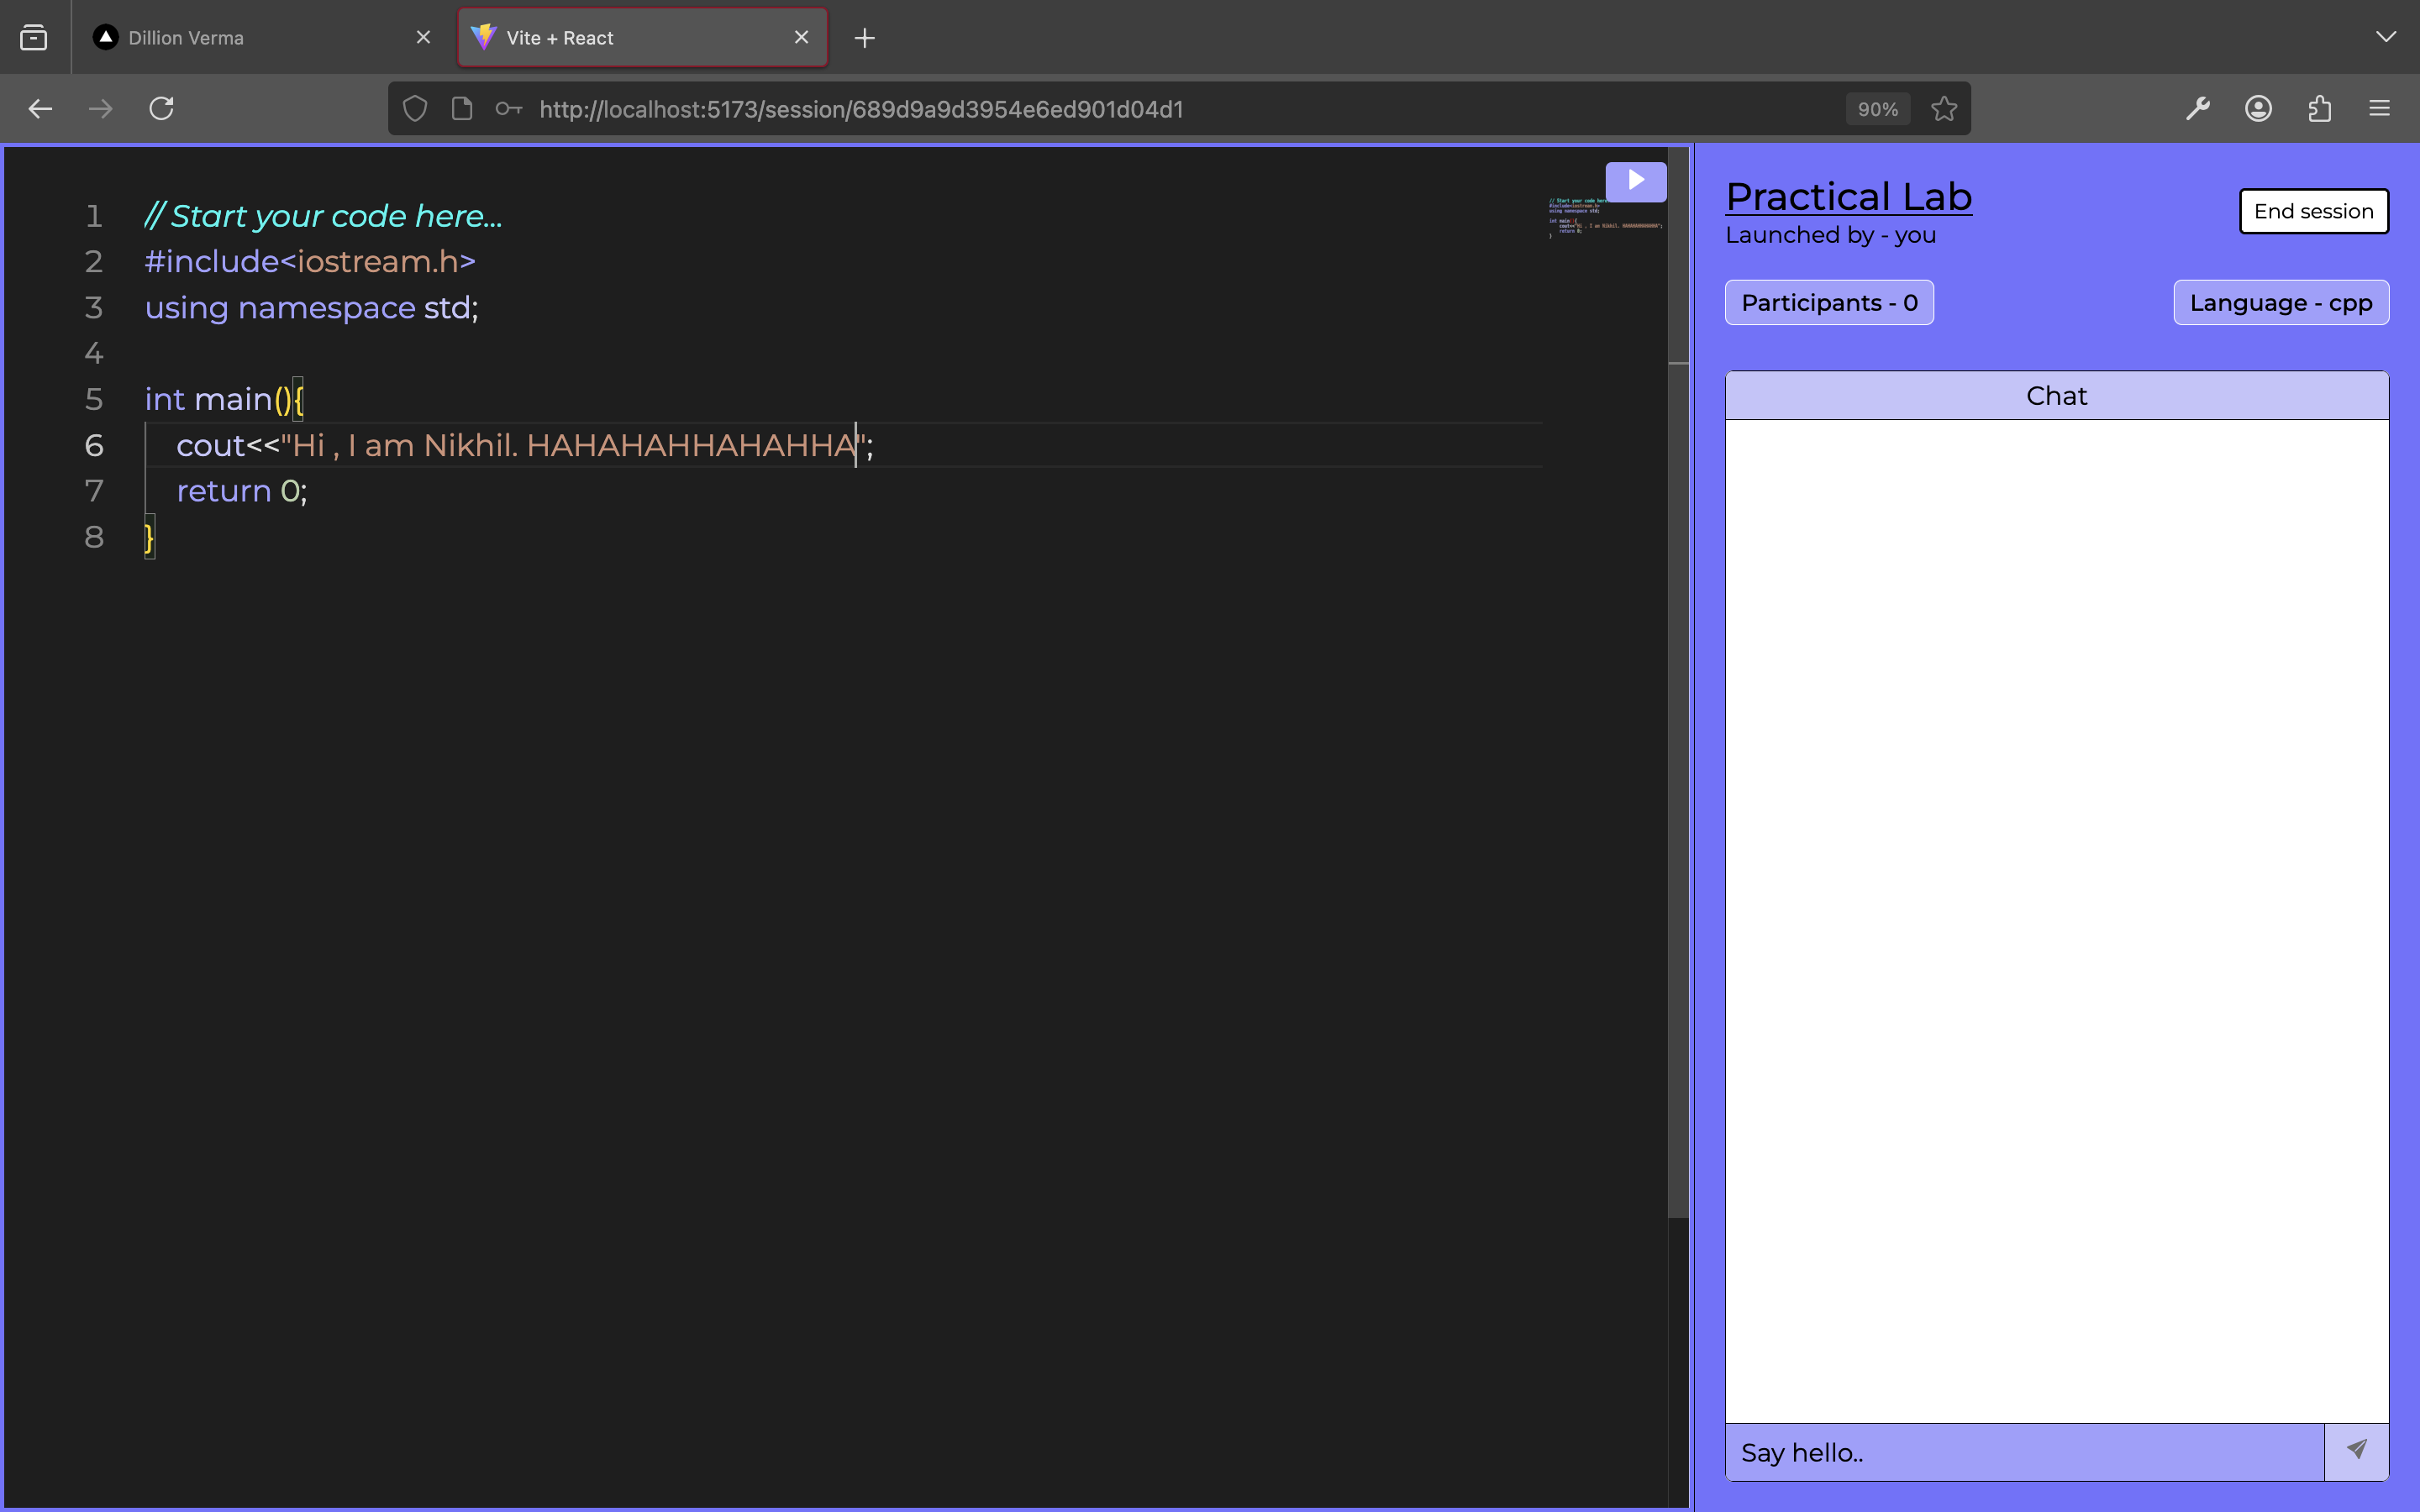 Dillion Verma
Vite + React
http://localhost:5173/session/689d9a9d3954e6ed901d04d1
90%
1 // Start your code here...
2 #include<iostream.h>
3 using namespace std;
4
5 int main(){
6 cout<<"Hi , I am Nikhil. HAHAHAHHAHAHHA";
7 return 0;
8 }
Practical Lab
End session
Launched by - you
Participants - 0
Language - cpp
Chat
Say hello..